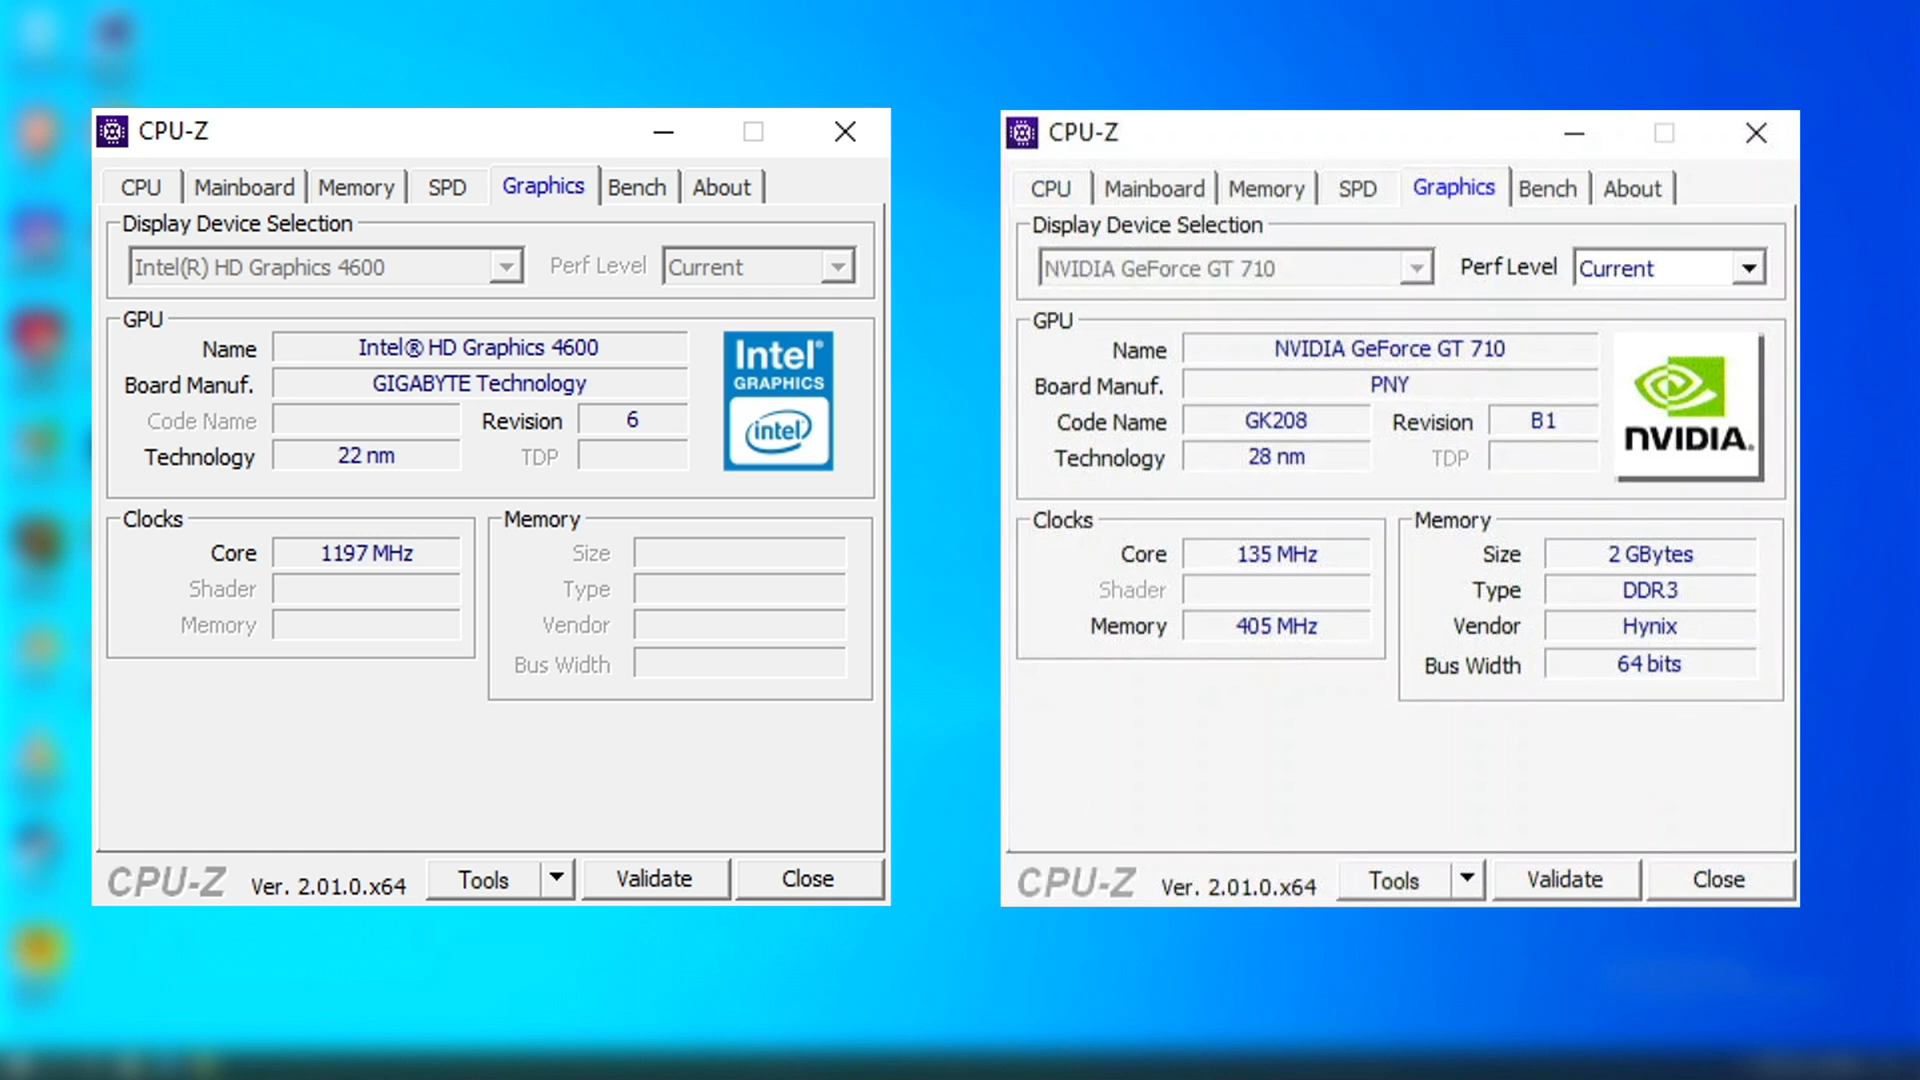 CPU-Z
CPU Mainboard Memory SPD Graphics Bench About
Display Device Selection
Intel(R) HD Graphics 4600 Perf Level Current
GPU
Name Intel® HD Graphics 4600
Board Manuf. GIGABYTE Technology
Code Name Revision 6
Technology 22 nm TDP
Intel®
GRAPHICS
intel
Clocks
Core 1197 MHz
Shader
Memory
Memory
Size
Type
Vendor
Bus Width
CPU-Z Ver. 2.01.0.x64 Tools Validate Close
CPU-Z
CPU Mainboard Memory SPD Graphics Bench About
Display Device Selection
NVIDIA GeForce GT 710 Perf Level Current
GPU
Name NVIDIA GeForce GT 710
Board Manuf. PNY
Code Name GK208 Revision B1
Technology 28 nm TDP
NVIDIA.
Clocks
Core 135 MHz
Shader
Memory 405 MHz
Memory
Size 2 GBytes
Type DDR3
Vendor Hynix
Bus Width 64 bits
CPU-Z Ver. 2.01.0.x64 Tools Validate Close